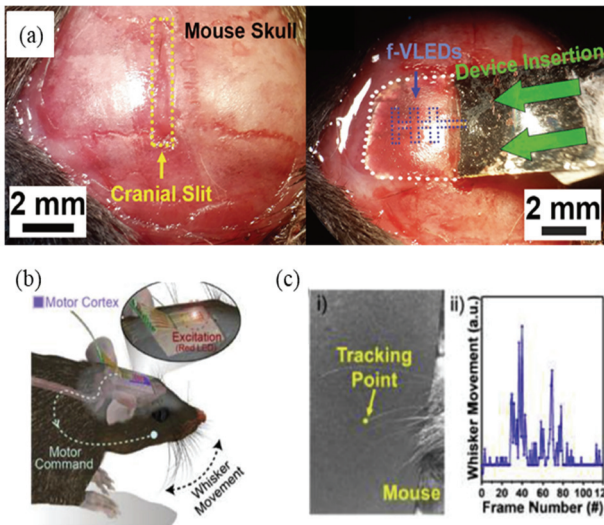 (a)
Mouse Skull
Cranial Slit
2 mm
f-VLEDs
Device Insertion
2 mm
(b)
Motor Cortex
Excitation
(Red LED)
Motor
Command
Whisker
Movement
(c)
i)
Tracking
Point
Mouse
ii)
Whisker Movement (a.u.)
0 20 40 60 80 100 120
Frame Number (#)